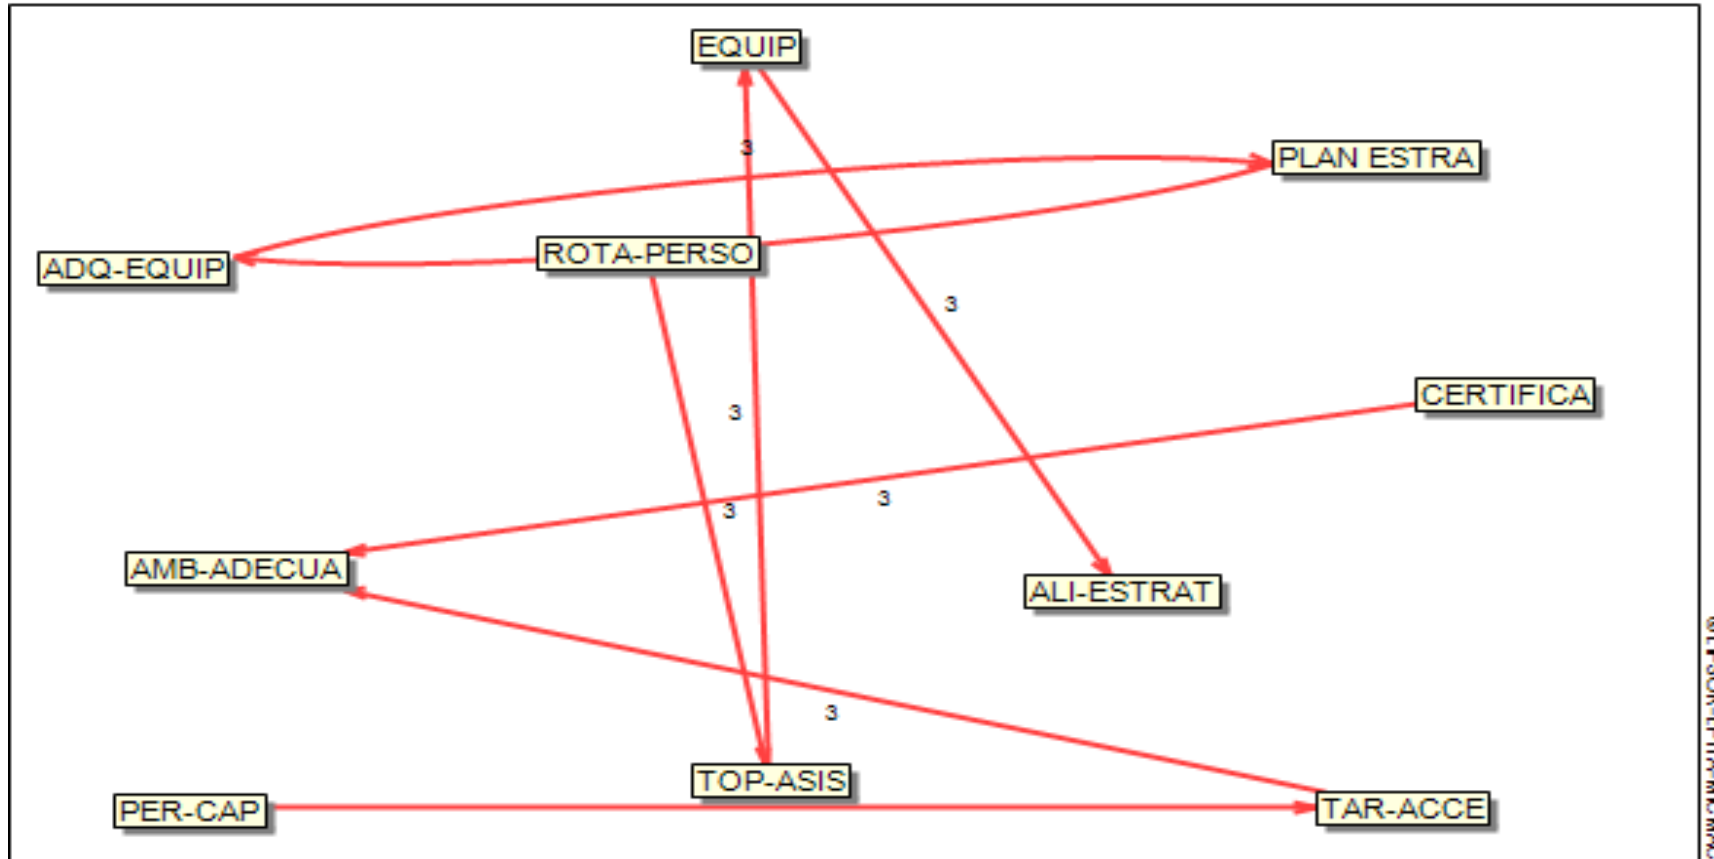 EQUIP
3
PLAN ESTRA
ROTA-PERSO
ADQ-EQUIP
3
CERTIFICA
3
3
3
AMB-ADECUA
ALI-ESTRAT
3
TOP-ASIS
PER-CAP
TAR-ACCE